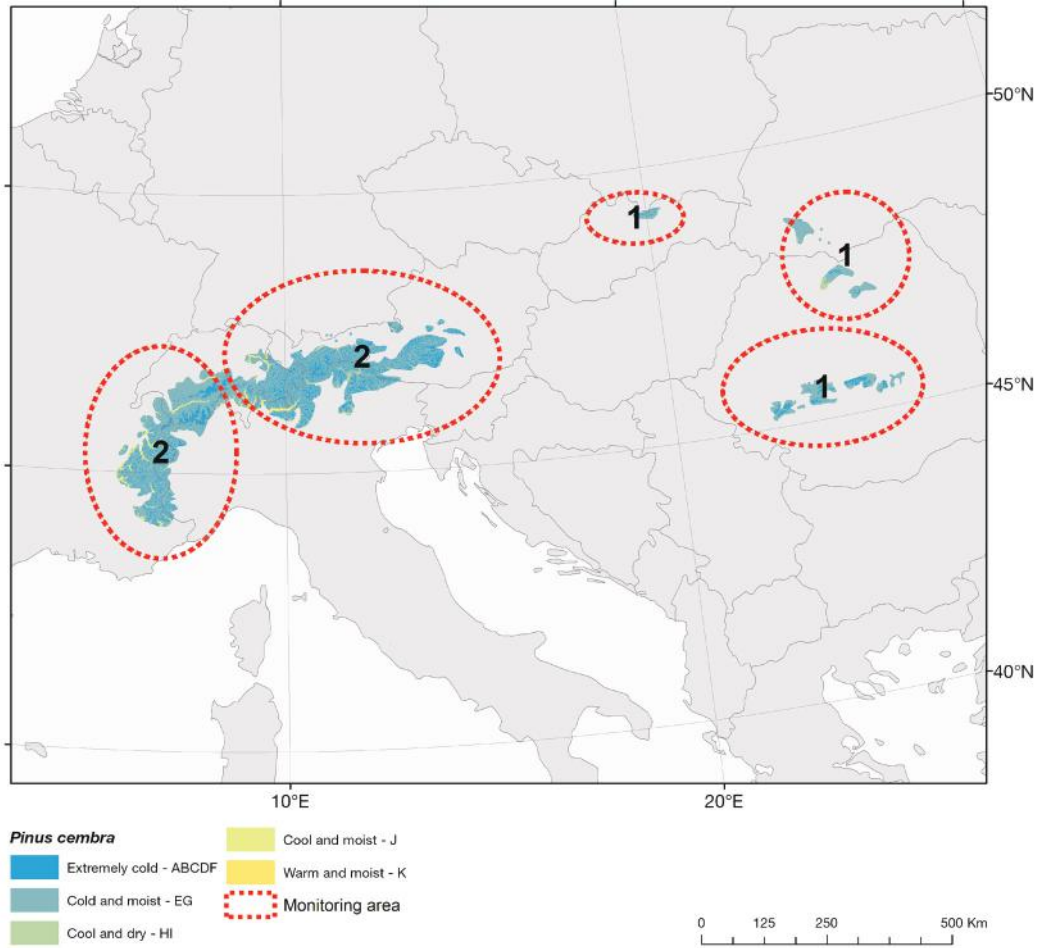 50°N
1
1
2
1
45°N
2
40°N
10°E 20°E
Pinus cembra
Extremely cold - ABCDF
Cold and moist - EG
Cool and dry - HI
Cool and moist - J
Warm and moist - K
Monitoring area
0 125 250 500 Km